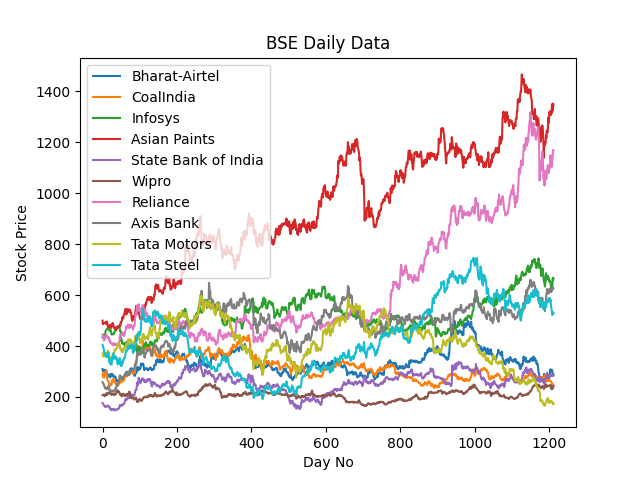 BSE Daily Data
Stock Price
1400
1200
1000
800
600
400
200
Bharat-Airtel
CoalIndia
Infosys
Asian Paints
State Bank of India
Wipro
Reliance
Axis Bank
Tata Motors
Tata Steel
0 200 400 600 800 1000 1200
Day No